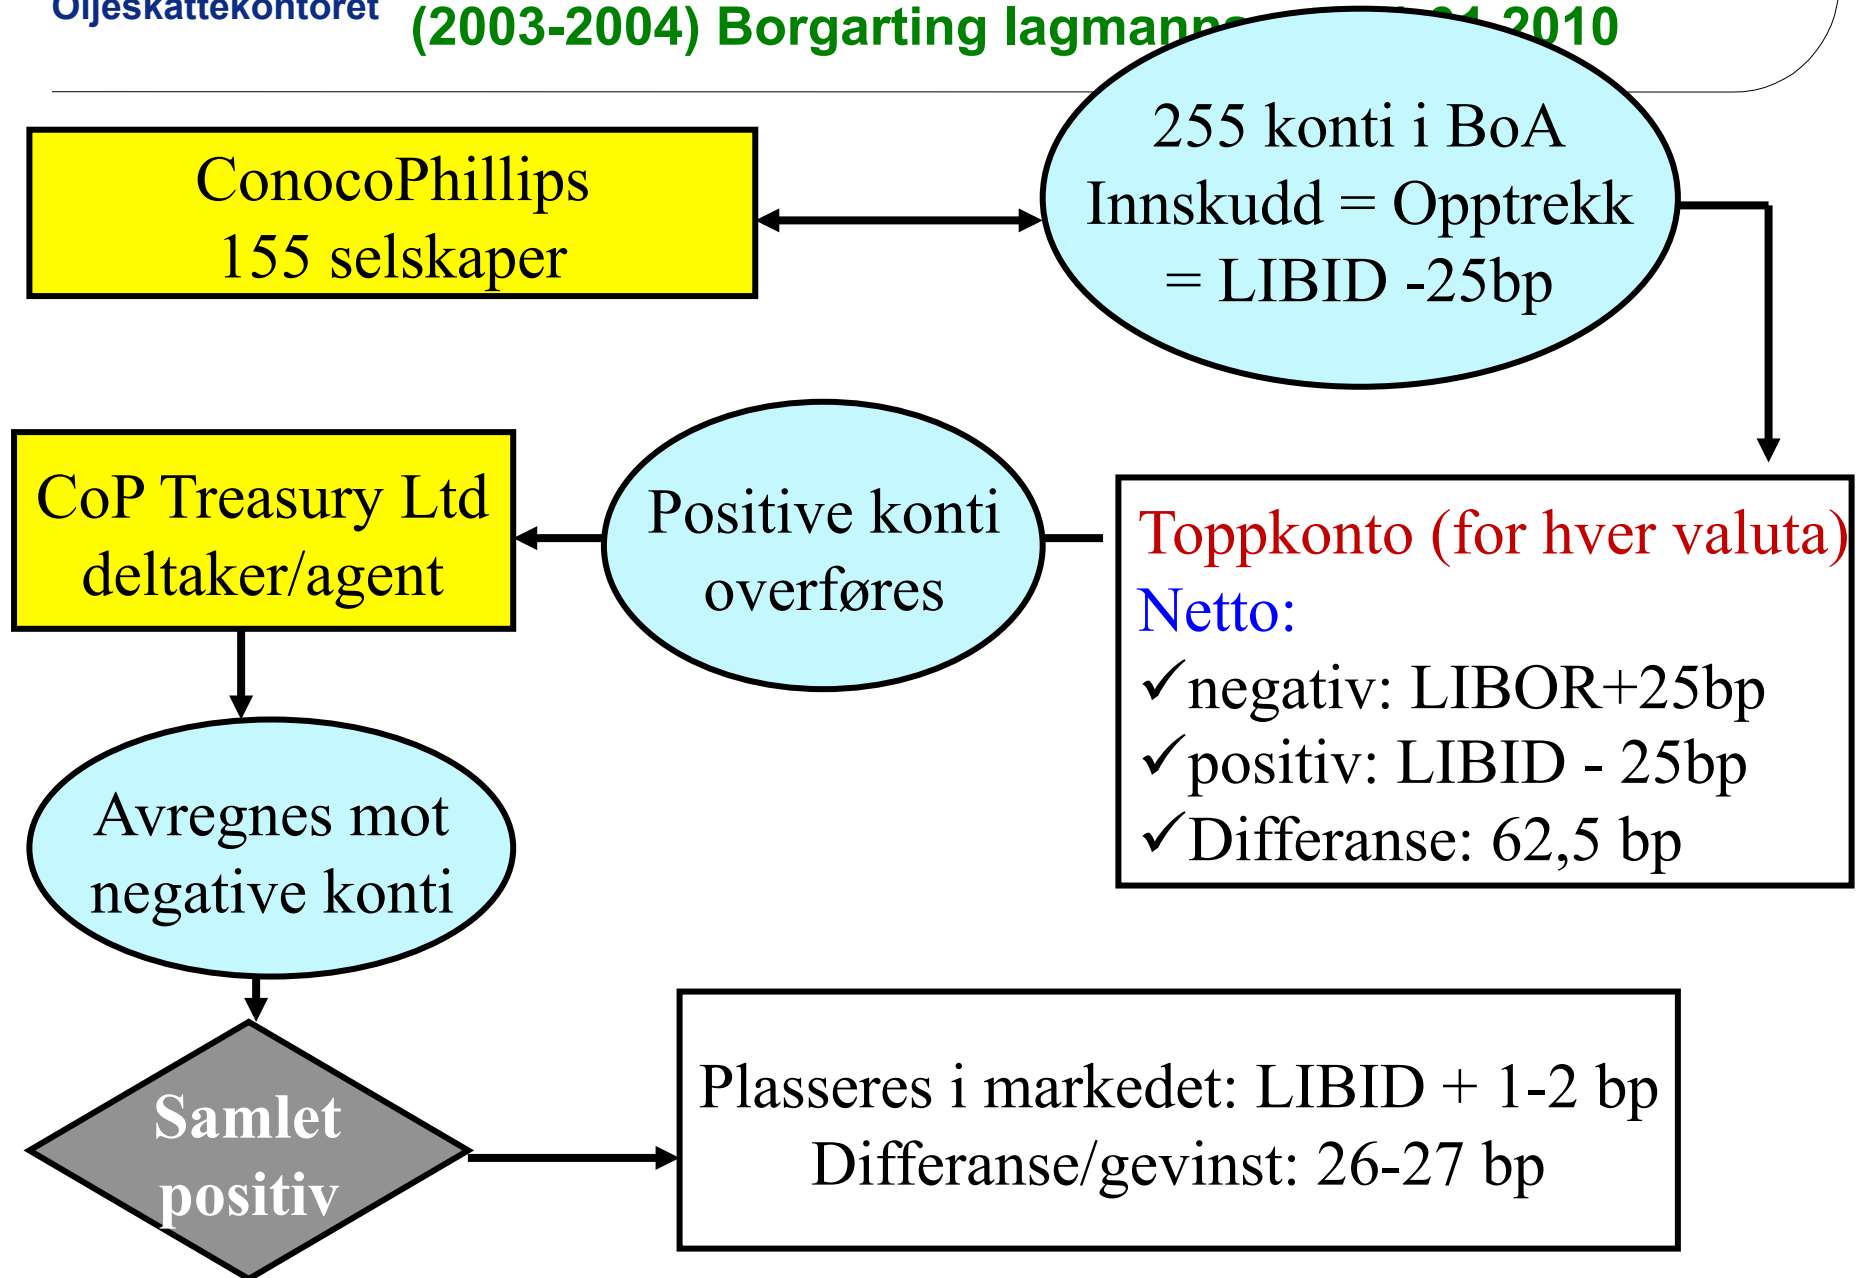 Oljeskattekontoret
(2003-2004) Borgarting lagmanns 01 2010
255 konti i BoA
Innskudd = Opptrekk
= LIBID -25bp
ConocoPhillips
155 selskaper
CoP Treasury Ltd
deltaker/agent
Positive konti
overføres
Toppkonto (for hver valuta)
Netto:
✓negativ: LIBOR+25bp
✓positiv: LIBID - 25bp
✓Differanse: 62,5 bp
Avregnes mot
negative konti
Samlet
positiv
Plasseres i markedet: LIBID + 1-2 bp
Differanse/gevinst: 26-27 bp